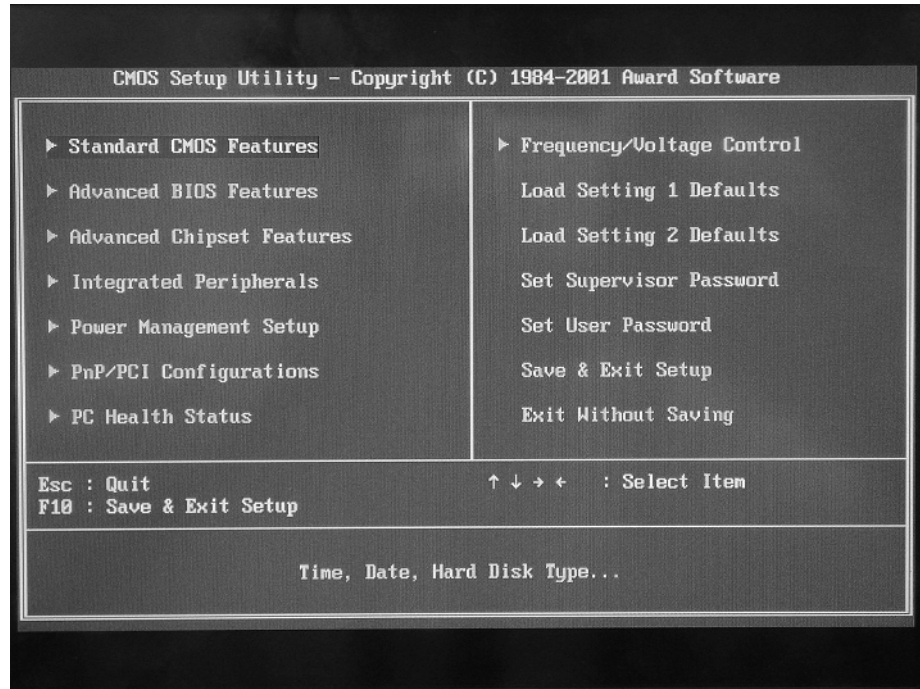 CMOS Setup Utility - Copyright (C) 1984-2001 Award Software
Standard CMOS Features
Advanced BIOS Features
Advanced Chipset Features
Integrated Peripherals
Power Management Setup
PnP/PCI Configurations
PC Health Status
Frequency/Voltage Control
Load Setting 1 Defaults
Load Setting 2 Defaults
Set Supervisor Password
Set User Password
Save & Exit Setup
Exit Without Saving
Esc : Quit
F10 : Save & Exit Setup
↑ ↓ → ← : Select Item
Time, Date, Hard Disk Type...